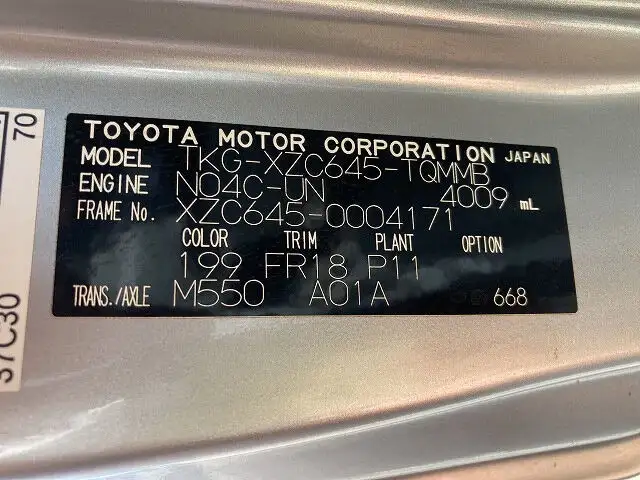 TOYOTA MOTOR CORPORATION JAPAN
MODEL TKG-XZC645-TQMMB
ENGINE N04C-UN 4009 mL
FRAME No. XZC645-0004171
COLOR TRIM PLANT OPTION
199 FR18 P11
TRANS./AXLE M550 A01A 668
70
37C30